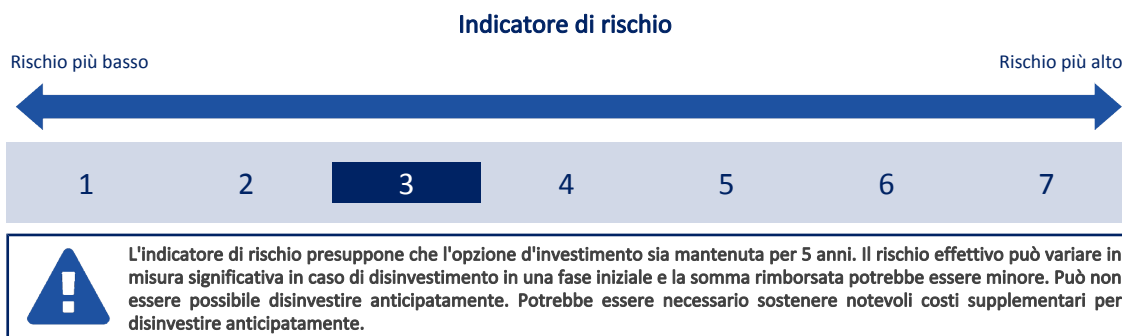 Indicatore di rischio
Rischio più basso Rischio più alto
1 2 3 4 5 6 7
L'indicatore di rischio presuppone che l'opzione d'investimento sia mantenuta per 5 anni. Il rischio effettivo può variare in
misura significativa in caso di disinvestimento in una fase iniziale e la somma rimborsata potrebbe essere minore. Può non
essere possibile disinvestire anticipatamente. Potrebbe essere necessario sostenere notevoli costi supplementari per
disinvestire anticipatamente.